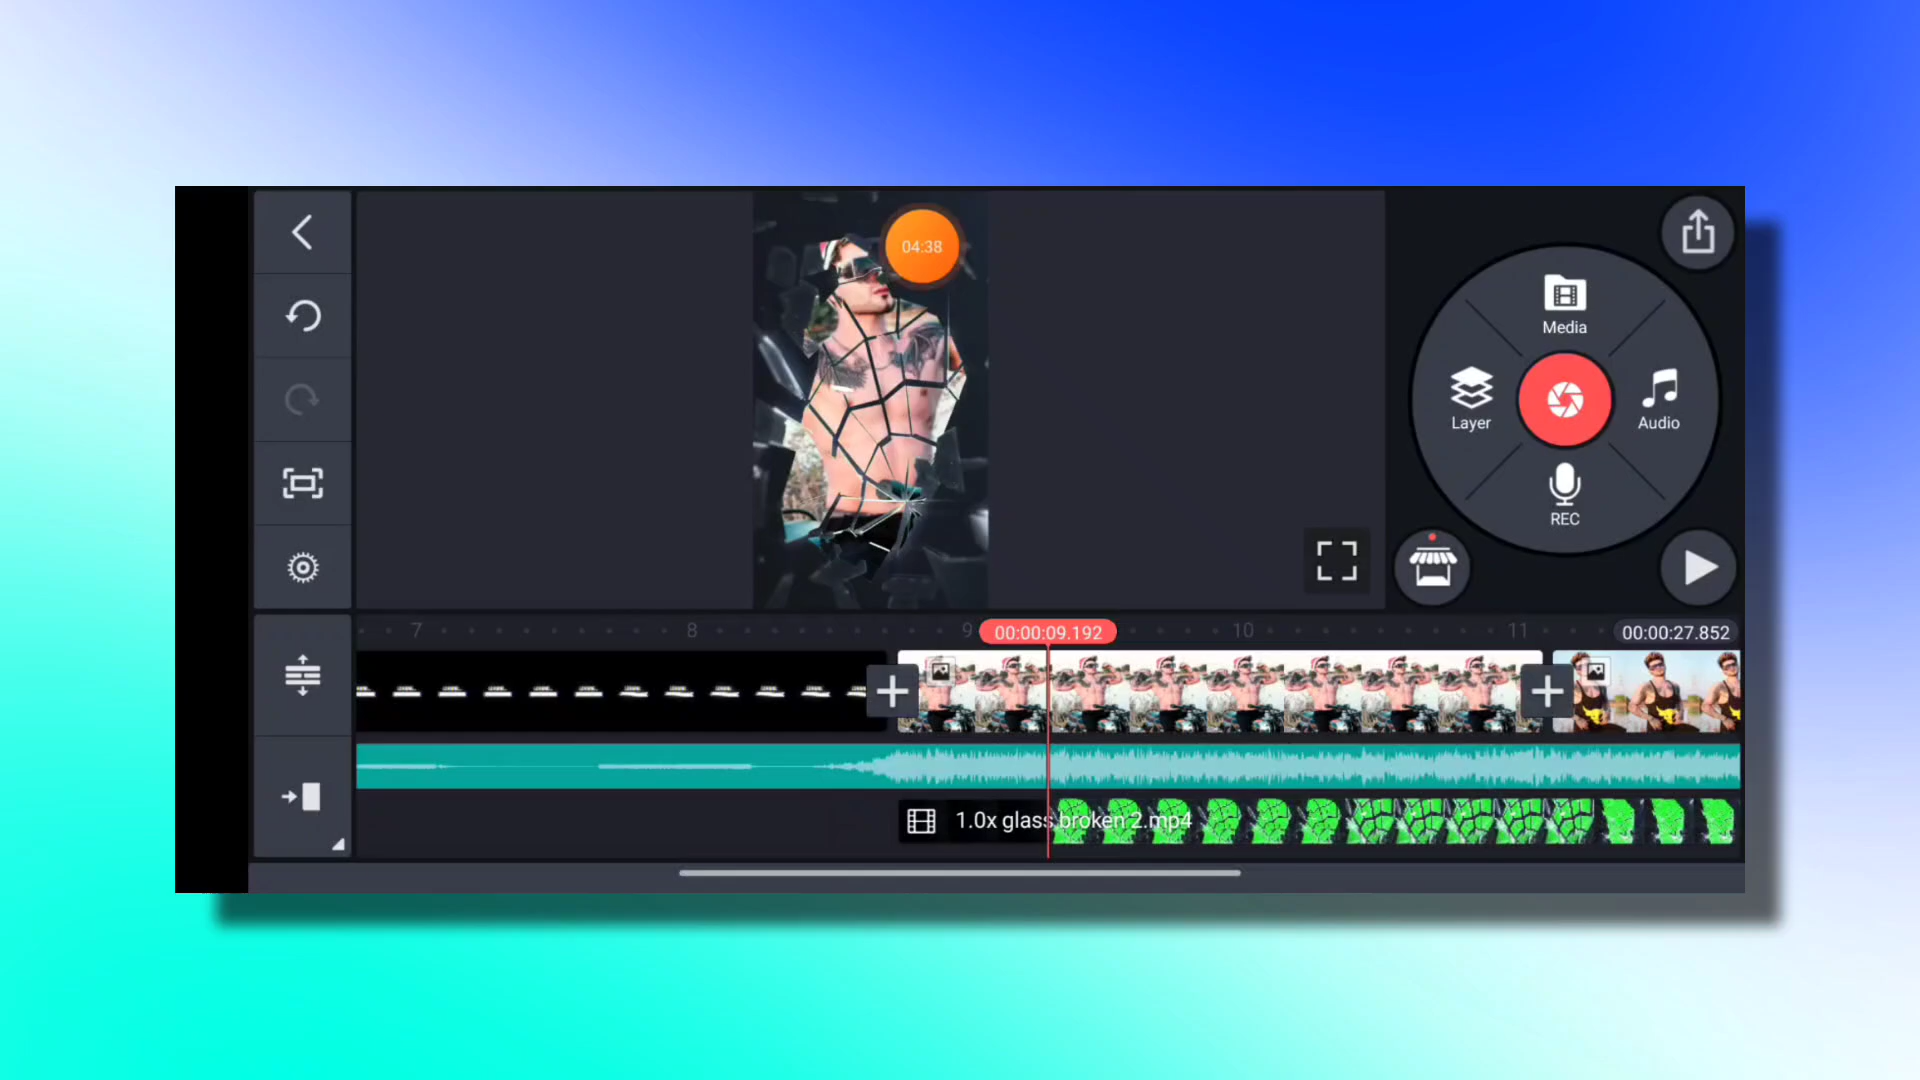 04:38
Media
Layer
Audio
REC
7
8
9
00:00:09.192
10
11
00:00:27.852
1.0x glass broken 2.mp4